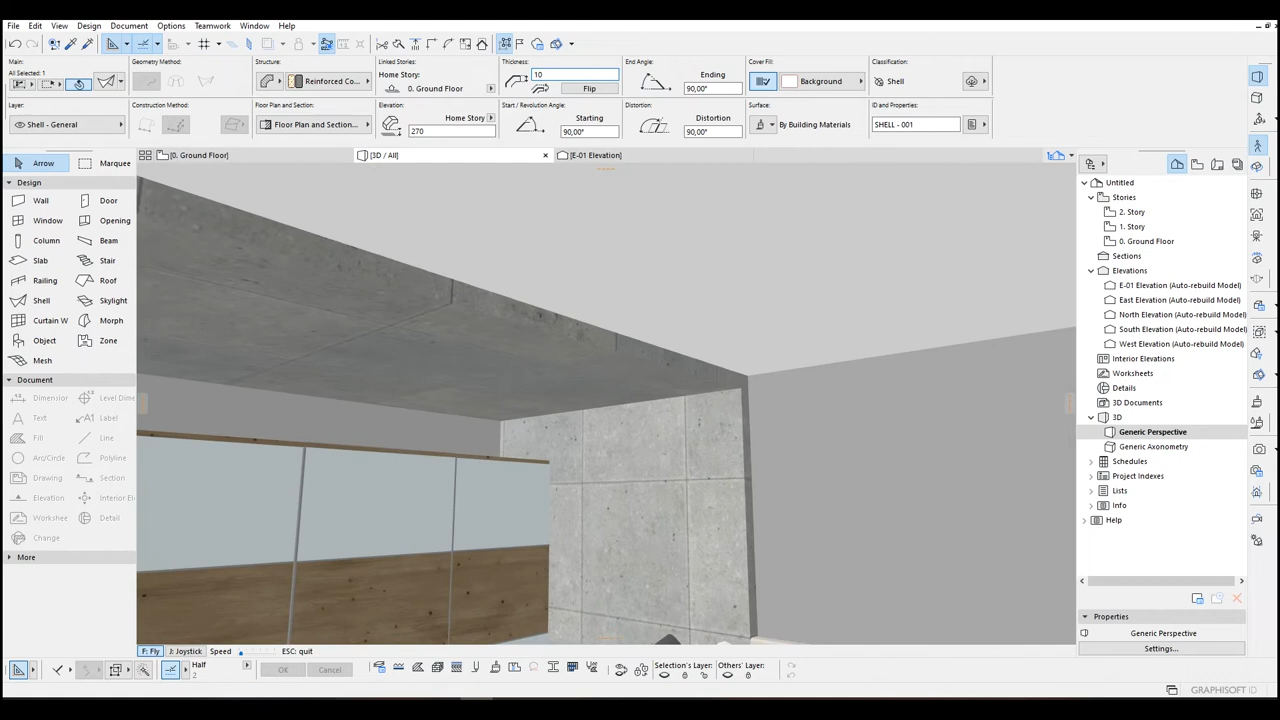 File Edit View Design Document Options Teamwork Window Help
Main: Geometry Method: Structure: Linked Stories: Thickness: End Angle: Cover Fill: Classification:
All Selected: 1 Reinforced Co... Home Story: 10 Ending Background Shell
0. Ground Floor Flip 90,00°
Layer: Construction Method: Floor Plan and Section: Elevation: Home Story Start / Revolution Angle: Distortion: Surface: ID and Properties:
Shell - General Floor Plan and Section... 270 Starting Distortion By Building Materials SHELL - 001
90,00° 90,00°
[0. Ground Floor] [3D / All] [E-01 Elevation]
Arrow Marquee
Design
Wall Door
Window Opening
Column Beam
Slab Stair
Railing Roof
Shell Skylight
Curtain W Morph
Object Zone
Mesh
Document
Dimension Level Dime
Text Label
Fill Line
Arc/Circle Polyline
Drawing Section
Elevation Interior E
Workshee Detail
Change
More
Untitled
Stories
2. Story
1. Story
0. Ground Floor
Sections
Elevations
E-01 Elevation (Auto-rebuild Model)
East Elevation (Auto-rebuild Model)
North Elevation (Auto-rebuild Model)
South Elevation (Auto-rebuild Model)
West Elevation (Auto-rebuild Model)
Interior Elevations
Worksheets
Details
3D Documents
3D
Generic Perspective
Generic Axonometry
Schedules
Project Indexes
Lists
Info
Help
Properties
Generic Perspective
Settings...
F: Fly J: Joystick Speed ESC: quit
Half
2
OK Cancel
Selection's Layer: Others' Layer:
GRAPHISOFT ID